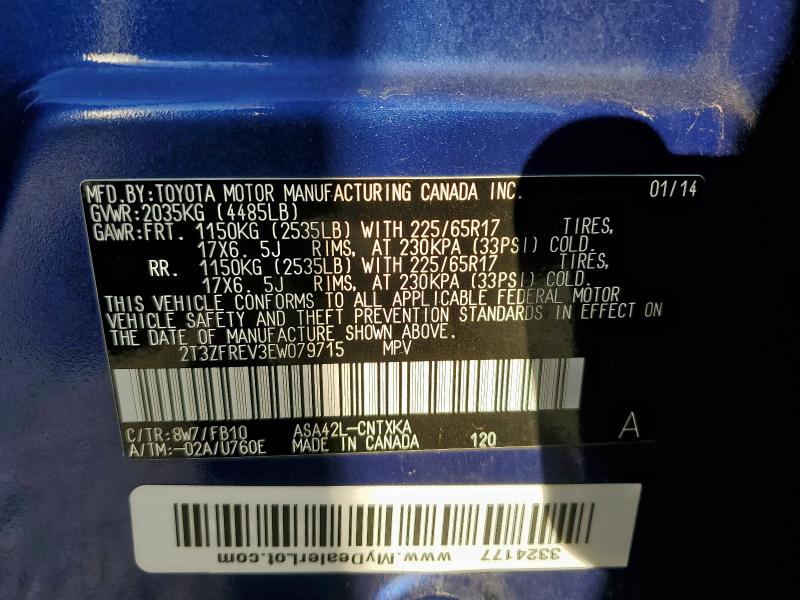 MFD.BY:TOYOTA MOTOR MANUFACTURING CANADA INC. 01/14
GVWR:2035KG (4485LB)
GAWR:FRT. 1150KG (2535LB) WITH 225/65R17 TIRES,
17X6. 5J RIMS, AT 230KPA (33PSI) COLD.
RR. 1150KG (2535LB) WITH 225/65R17 TIRES,
17X6. 5J RIMS, AT 230KPA (33PSI) COLD.
THIS VEHICLE CONFORMS TO ALL APPLICABLE FEDERAL MOTOR
VEHICLE SAFETY AND THEFT PREVENTION STANDARDS IN EFFECT ON
THE DATE OF MANUFACTURE SHOWN ABOVE.
2T3ZFREV3EW079715 MPV
C/TR:8W7/FB10 ASA42L-CNTXKA
A/TM:-02A/U760E MADE IN CANADA 120 A
3324177 www.MyDealerLot.com